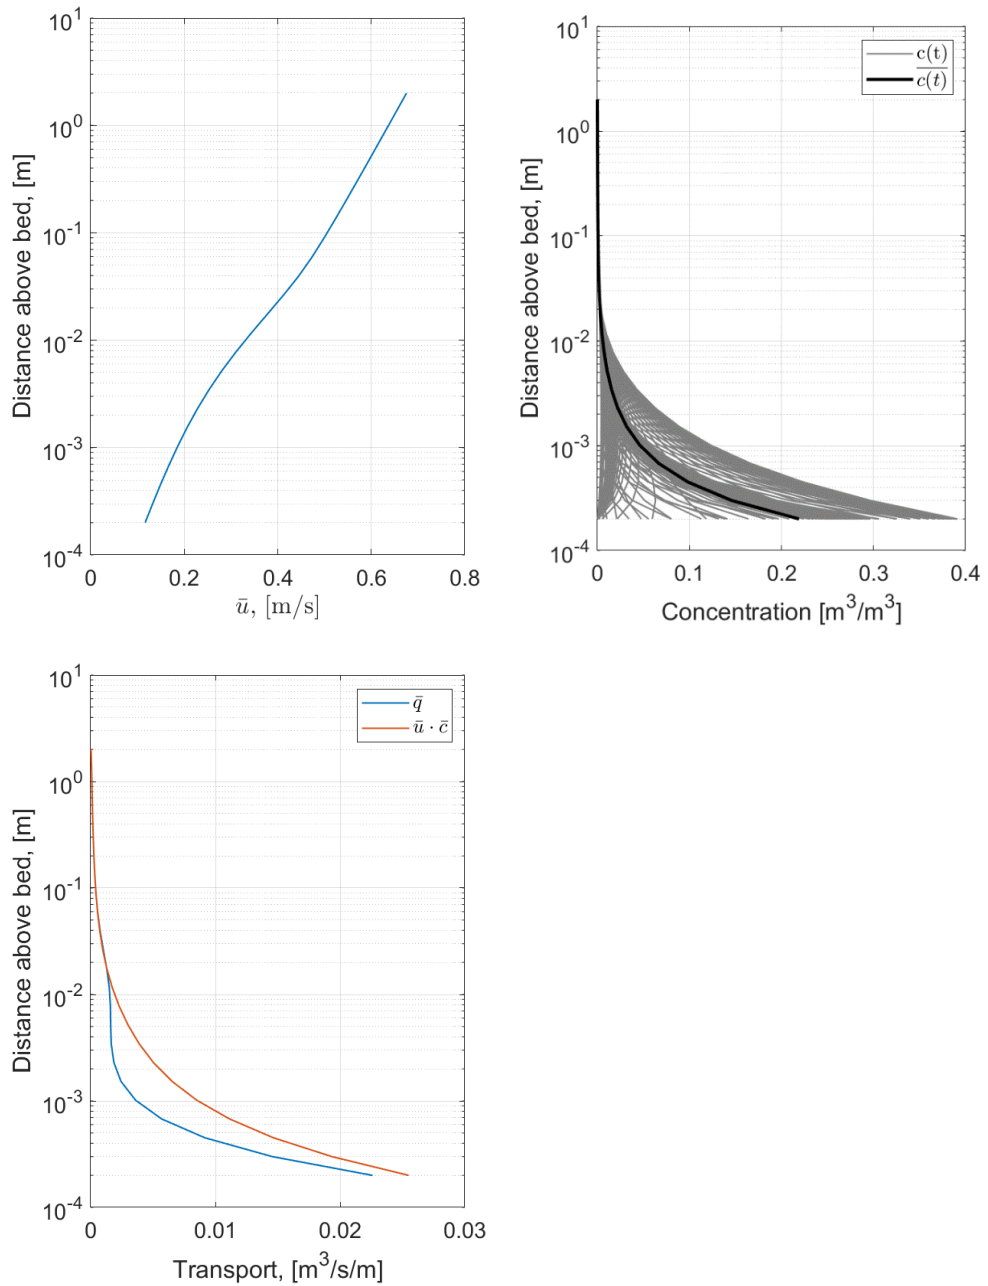 10^1
10^0
10^-1
10^-2
10^-3
10^-4
Distance above bed, [m]
0 0.2 0.4 0.6 0.8
ū, [m/s]
c(t)
\overline{c(t)}
10^1
10^0
10^-1
10^-2
10^-3
10^-4
Distance above bed, [m]
0 0.1 0.2 0.3 0.4
Concentration [m^3/m^3]
q̄
ū · c̄
10^1
10^0
10^-1
10^-2
10^-3
10^-4
Distance above bed, [m]
0 0.01 0.02 0.03
Transport, [m^3/s/m]